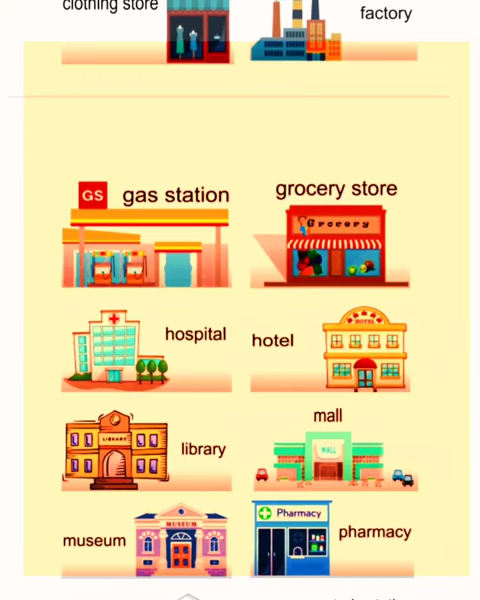 clothing store
factory
GS
gas station
grocery store
Grocery
hospital
HOTEL
hotel
LIBRARY
library
mall
MALL
MUSEUM
museum
Pharmacy
pharmacy